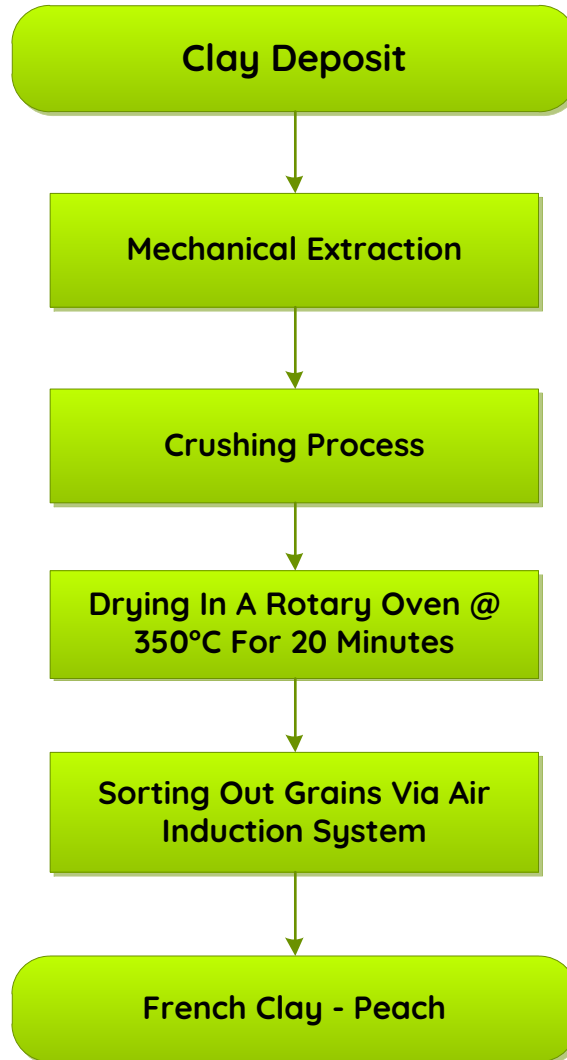 Clay Deposit
Mechanical Extraction
Crushing Process
Drying In A Rotary Oven @
350°C For 20 Minutes
Sorting Out Grains Via Air
Induction System
French Clay - Peach